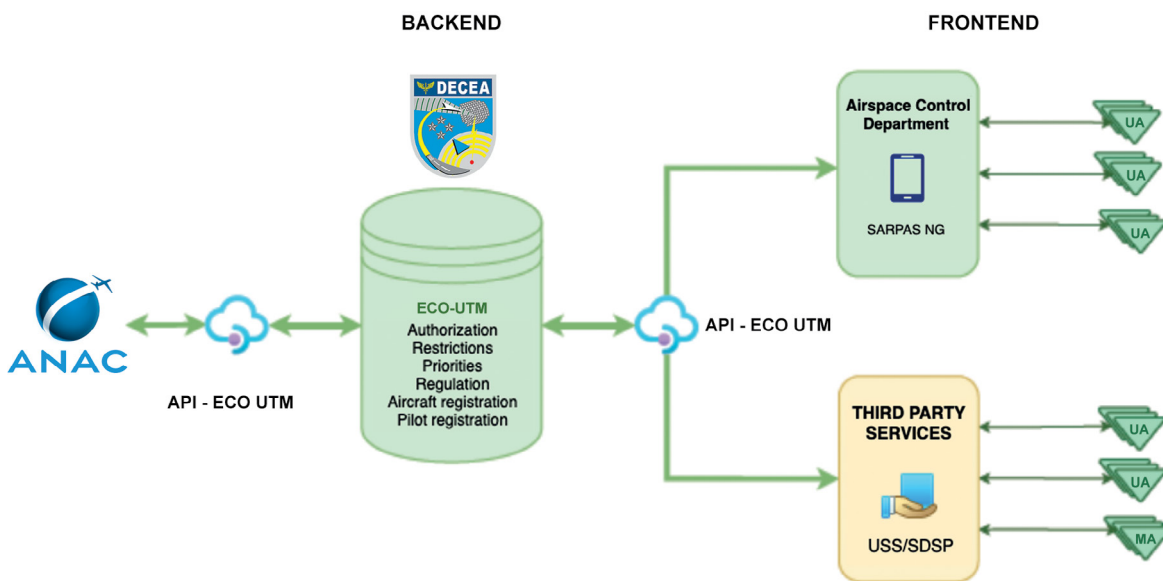 BACKEND
FRONTEND
DECEA
Airspace Control
Department
SARPAS NG
UA
UA
UA
ECO-UTM
Authorization
Restrictions
Priorities
Regulation
Aircraft registration
Pilot registration
ANAC
API - ECO UTM
API - ECO UTM
THIRD PARTY
SERVICES
USS/SDSP
UA
UA
MA